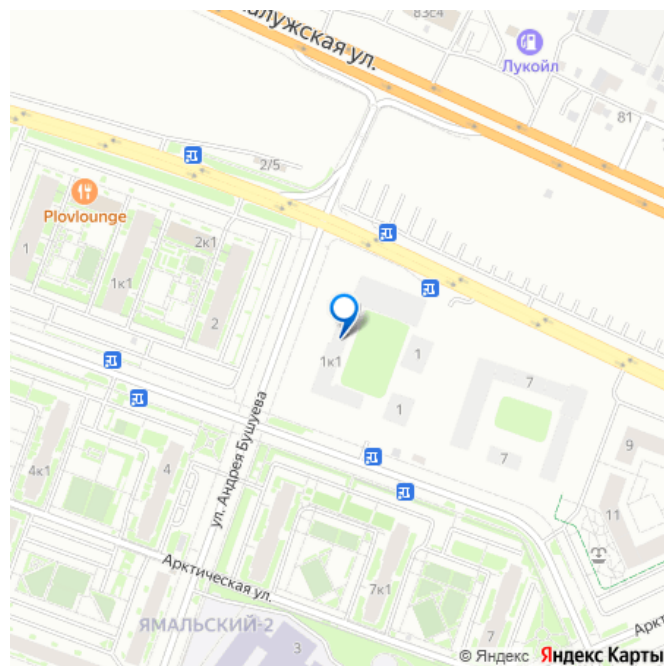 83с4
алужская ул.
Лукойл
81
2/5
Plovlounge
2к1
1
1к1
2
1к1
1
1
7
7
9
11
ул. Андрея Бушуева
4к1
4
Арктическая ул.
7к1
7
Аркт
ЯМАЛЬСКИЙ-2
3
© Яндекс Яндекс Карты